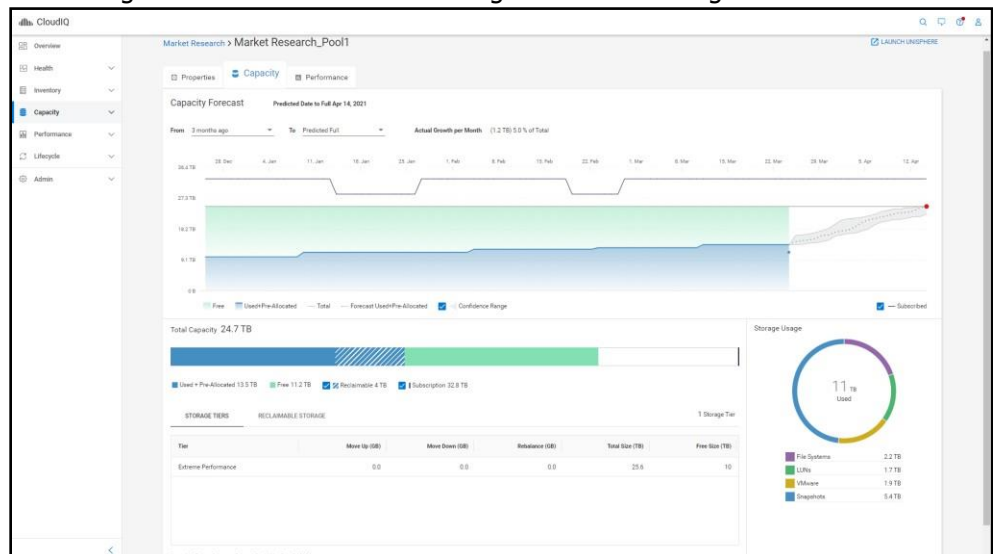 CloudIQ
Overview
Health
Inventory
Capacity
Performance
Lifecycle
Admin
Market Research > Market Research_Pool1
LAUNCH UNISPHERE
Properties Capacity Performance
Capacity Forecast Predicted Date to Full Apr 14, 2021
From 3 months ago To Predicted Full Actual Growth per Month (1.2 TB) 5.0 % of Total
28. Dec 4. Jan 11. Jan 18. Jan 25. Jan 1. Feb 8. Feb 15. Feb 22. Feb 1. Mar 8. Mar 15. Mar 22. Mar 29. Mar 5. Apr 12. Apr
36.4 TB
27.3 TB
18.2 TB
9.1 TB
0 B
Free Used+Pre-Allocated Total Forecast Used+Pre-Allocated Confidence Range Subscribed
Total Capacity 24.7 TB
Used + Pre-Allocated 13.5 TB Free 11.2 TB Reclaimable 4 TB Subscription 32.8 TB
STORAGE TIERS RECLAIMABLE STORAGE 1 Storage Tier
Tier Move Up (GB) Move Down (GB) Rebalance (GB) Total Size (TB) Free Size (TB)
Extreme Performance 0.0 0.0 0.0 25.6 10
Storage Usage
11 TB
Used
File Systems 2.2 TB
LUNs 1.7 TB
VMware 1.9 TB
Snapshots 5.4 TB